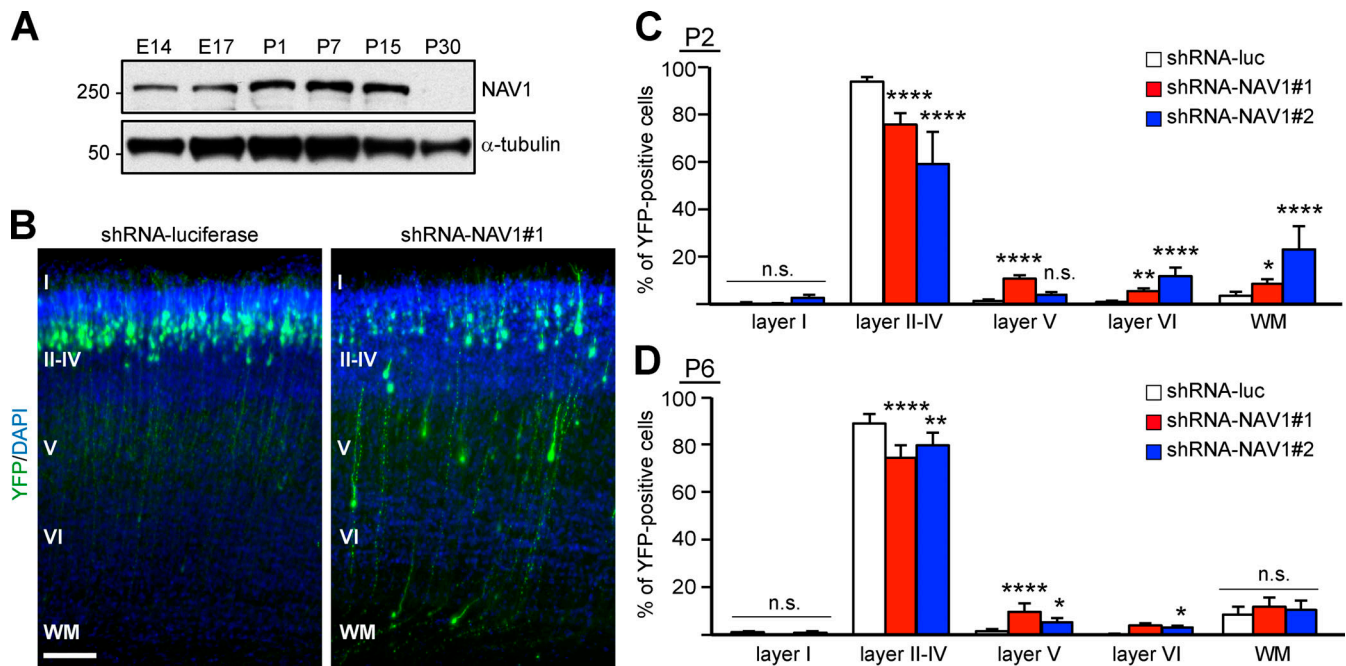 A
E14 E17 P1 P7 P15 P30
250
NAV1
50
α-tubulin
B
shRNA-luciferase shRNA-NAV1#1
YFP/DAPI
I I
II-IV II-IV
V V
VI VI
WM WM
C
P2
% of YFP-positive cells
100
80
60
40
20
shRNA-luc
shRNA-NAV1#1
shRNA-NAV1#2
n.s.
****
****
****
n.s.
**
****
*
****
layer I layer II-IV layer V layer VI WM
D
P6
% of YFP-positive cells
100
80
60
40
20
shRNA-luc
shRNA-NAV1#1
shRNA-NAV1#2
n.s.
****
**
****
*
*
n.s.
layer I layer II-IV layer V layer VI WM